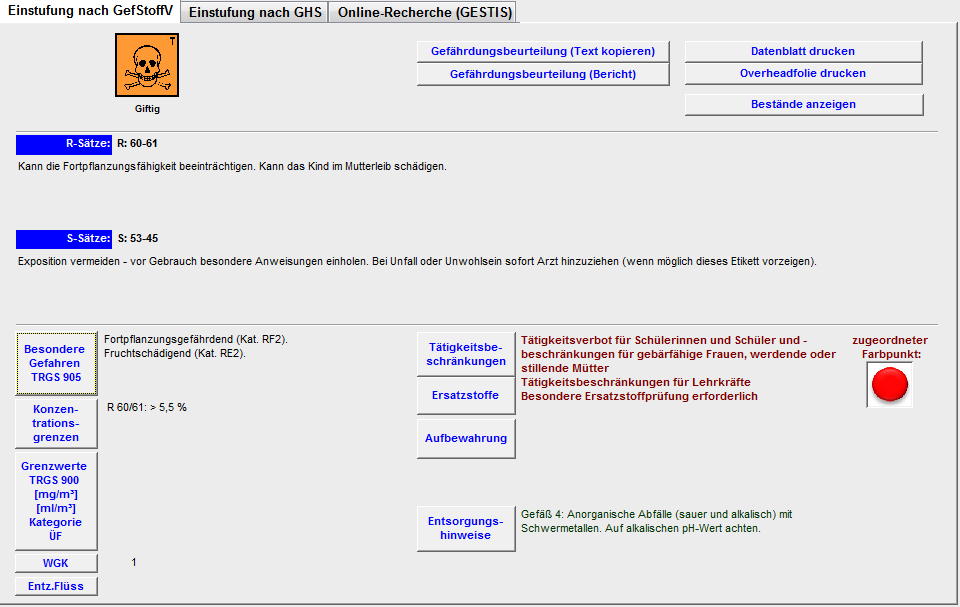 Einstufung nach GefStoffV
Einstufung nach GHS
Online-Recherche (GESTIS)
T
Giftig
Gefährdungsbeurteilung (Text kopieren)
Gefährdungsbeurteilung (Bericht)
Datenblatt drucken
Overheadfolie drucken
Bestände anzeigen
R-Sätze: R: 60-61
Kann die Fortpflanzungsfähigkeit beeinträchtigen. Kann das Kind im Mutterleib schädigen.
S-Sätze: S: 53-45
Exposition vermeiden - vor Gebrauch besondere Anweisungen einholen. Bei Unfall oder Unwohlsein sofort Arzt hinzuziehen (wenn möglich dieses Etikett vorzeigen).
Besondere
Gefahren
TRGS 905
Fortpflanzungsgefährdend (Kat. RF2).
Fruchtschädigend (Kat. RE2).
Konzen-
trations-
grenzen
R 60/61: > 5,5 %
Grenzwerte
TRGS 900
[mg/m³]
[ml/m³]
Kategorie
ÜF
WGK
1
Entz.Flüss
Tätigkeitsbe-
schränkungen
Tätigkeitsverbot für Schülerinnen und Schüler und -
beschränkungen für gebärfähige Frauen, werdende oder
stillende Mütter
Tätigkeitsbeschränkungen für Lehrkräfte
Besondere Ersatzstoffprüfung erforderlich
Ersatzstoffe
Aufbewahrung
Entsorgungs-
hinweise
Gefäß 4: Anorganische Abfälle (sauer und alkalisch) mit
Schwermetallen. Auf alkalischen pH-Wert achten.
zugeordneter
Farbpunkt: